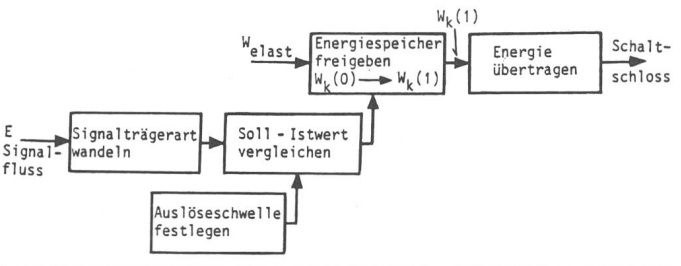 W_k(1)
W_elast
Energiespeicher
freigeben
W_k(0) → W_k(1)
Energie
übertragen
Schalt-
schloss
E
Signal-
fluss
Signalträgerart
wandeln
Soll - Istwert
vergleichen
Auslöseschwelle
festlegen